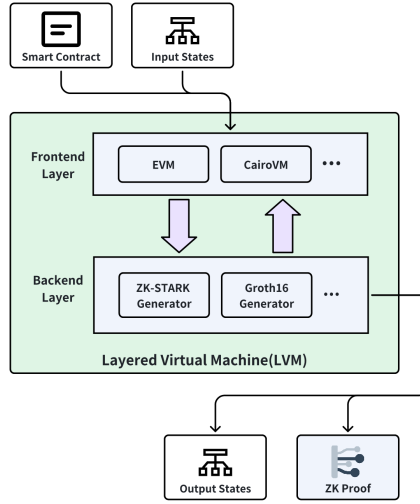 Smart Contract
Input States
Frontend
Layer
EVM
CairoVM
...
Backend
Layer
ZK-STARK
Generator
Groth16
Generator
...
Layered Virtual Machine(LVM)
Output States
ZK Proof